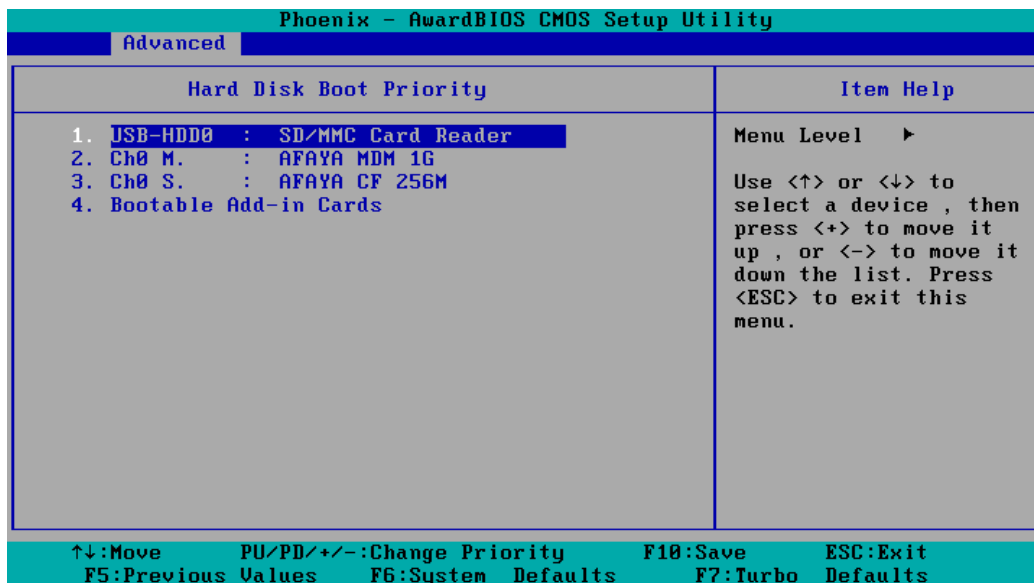 Phoenix - AwardBIOS CMOS Setup Utility
Advanced
Hard Disk Boot Priority
1. USB-HDD0 : SD/MMC Card Reader
2. Ch0 M. : AFAYA MDM 1G
3. Ch0 S. : AFAYA CF 256M
4. Bootable Add-in Cards
Item Help
Menu Level ▶
Use <↑> or <↓> to
select a device , then
press <+> to move it
up , or <-> to move it
down the list. Press
<ESC> to exit this
menu.
↑↓:Move PU/PD/+/-:Change Priority F10:Save ESC:Exit
F5:Previous Values F6:System Defaults F7:Turbo Defaults